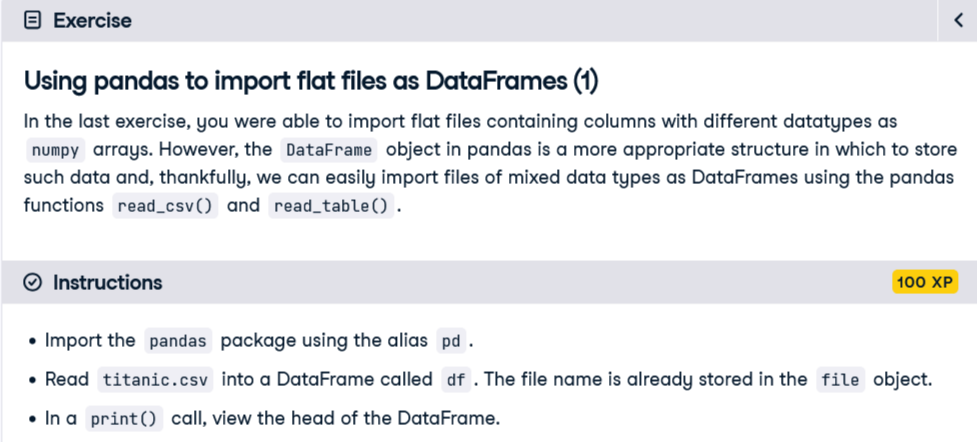 Exercise
Using pandas to import flat files as DataFrames (1)
In the last exercise, you were able to import flat files containing columns with different datatypes as
numpy arrays. However, the DataFrame object in pandas is a more appropriate structure in which to store
such data and, thankfully, we can easily import files of mixed data types as DataFrames using the pandas
functions read_csv() and read_table() .
Instructions
100 XP
• Import the pandas package using the alias pd .
• Read titanic.csv into a DataFrame called df . The file name is already stored in the file object.
• In a print() call, view the head of the DataFrame.